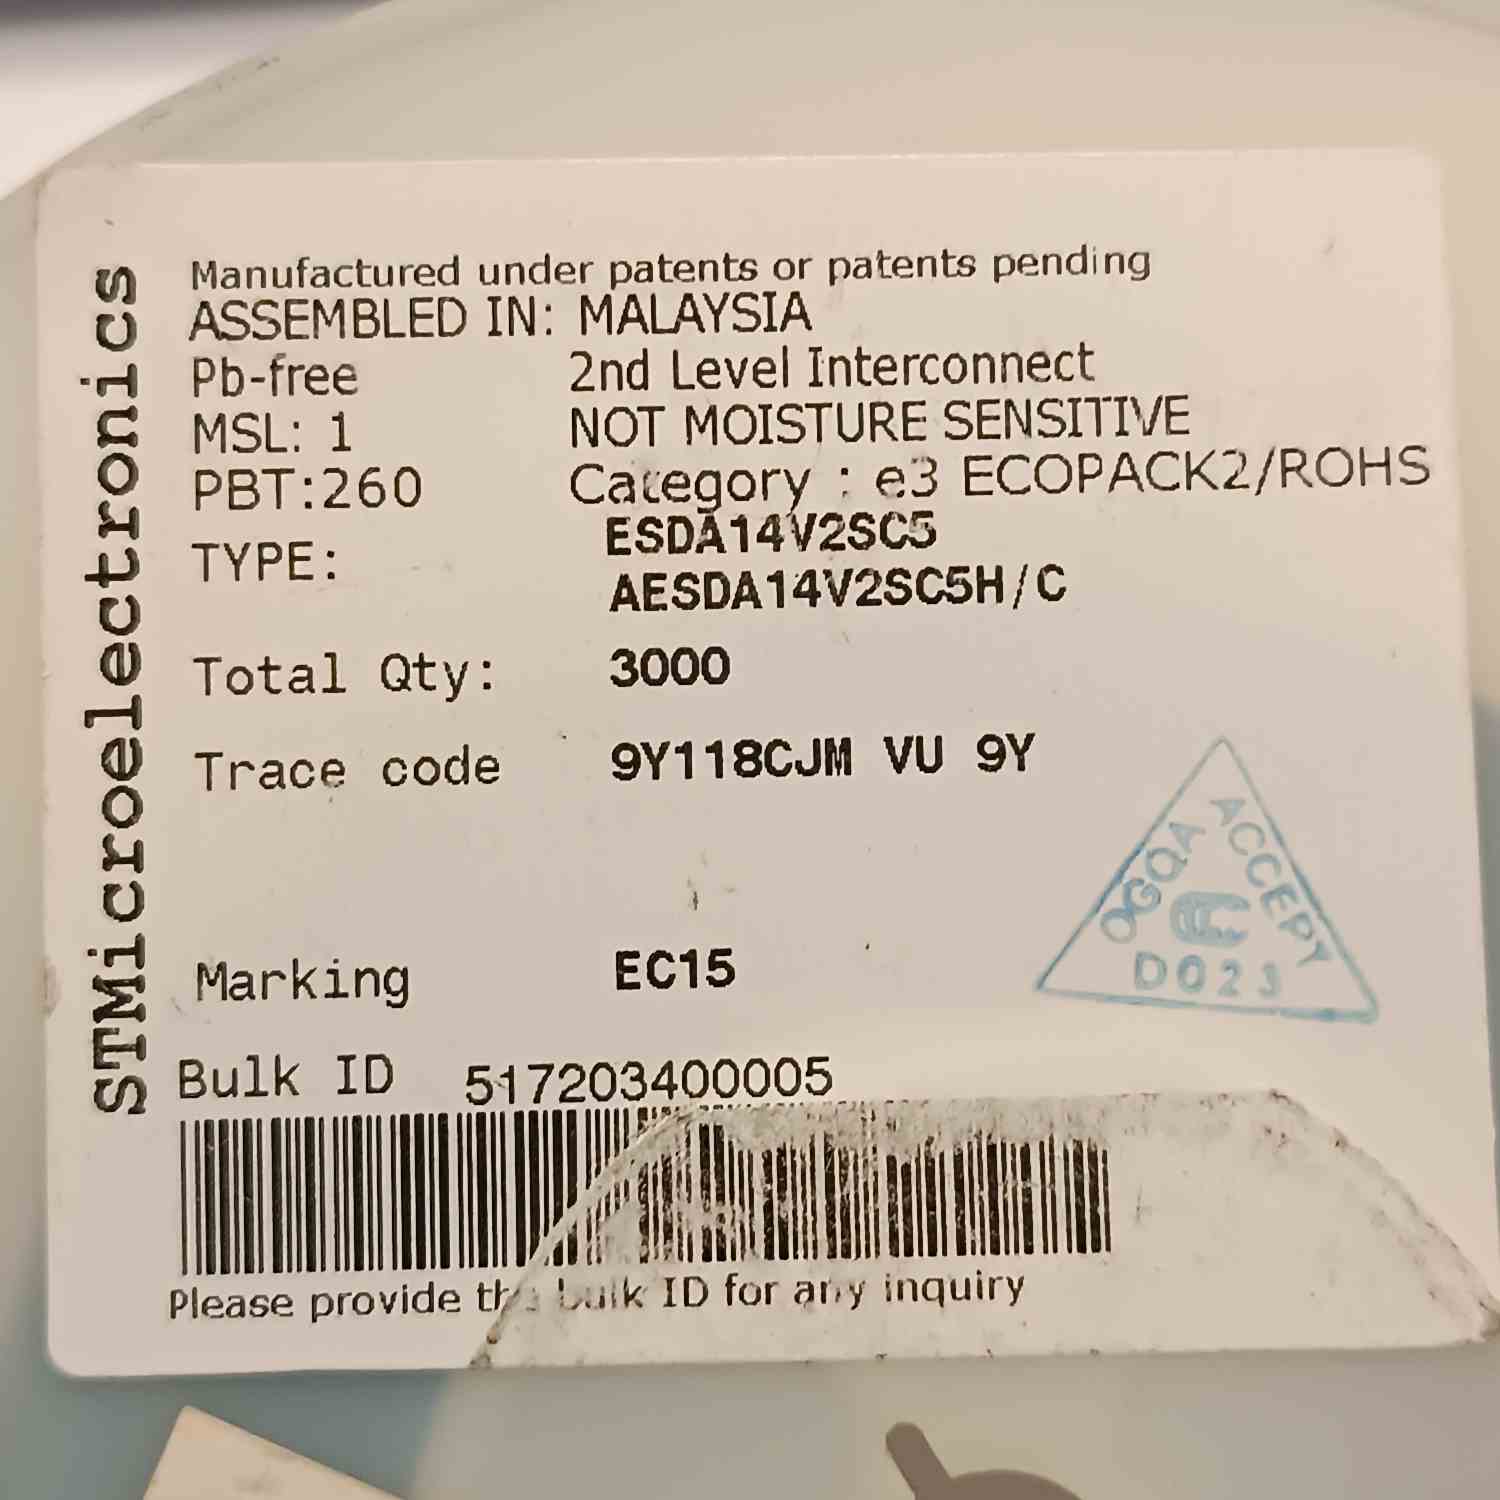 STMicroelectronics
Manufactured under patents or patents pending
ASSEMBLED IN: MALAYSIA
Pb-free 2nd Level Interconnect
MSL: 1 NOT MOISTURE SENSITIVE
PBT:260 Category : e3 ECOPACK2/ROHS
TYPE: ESDA14V2SC5
AESDA14V2SC5H/C
Total Qty: 3000
Trace code 9Y118CJM VU 9Y
OGQA ACCEPT
D023
Marking EC15
Bulk ID 517203400005
Please provide the bulk ID for any inquiry